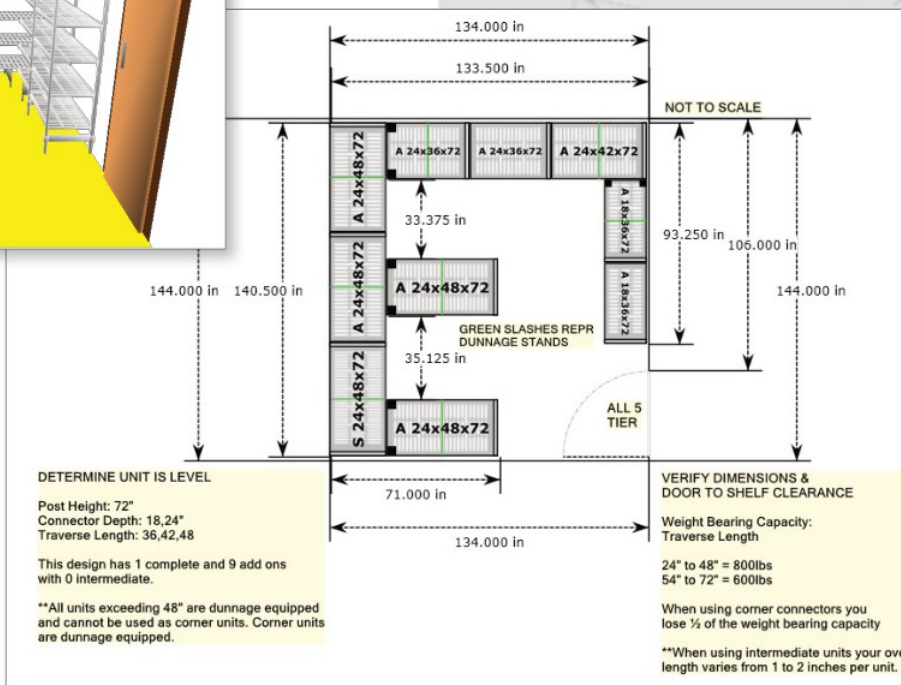 134.000 in
133.500 in
NOT TO SCALE
A 24x48x72
A 24x36x72
A 24x36x72
A 24x42x72
A 18x36x72
33.375 in
93.250 in
106.000 in
144.000 in
140.500 in
A 24x48x72
A 24x48x72
A 18x36x72
144.000 in
GREEN SLASHES REPR
DUNNAGE STANDS
35.125 in
S 24x48x72
A 24x48x72
ALL 5
TIER
71.000 in
134.000 in
DETERMINE UNIT IS LEVEL
Post Height: 72"
Connector Depth: 18,24"
Traverse Length: 36,42,48
This design has 1 complete and 9 add ons
with 0 intermediate.
**All units exceeding 48" are dunnage equipped
and cannot be used as corner units. Corner units
are dunnage equipped.
VERIFY DIMENSIONS &
DOOR TO SHELF CLEARANCE
Weight Bearing Capacity:
Traverse Length
24" to 48" = 800lbs
54" to 72" = 600lbs
When using corner connectors you
lose ½ of the weight bearing capacity
**When using intermediate units your ove
length varies from 1 to 2 inches per unit.